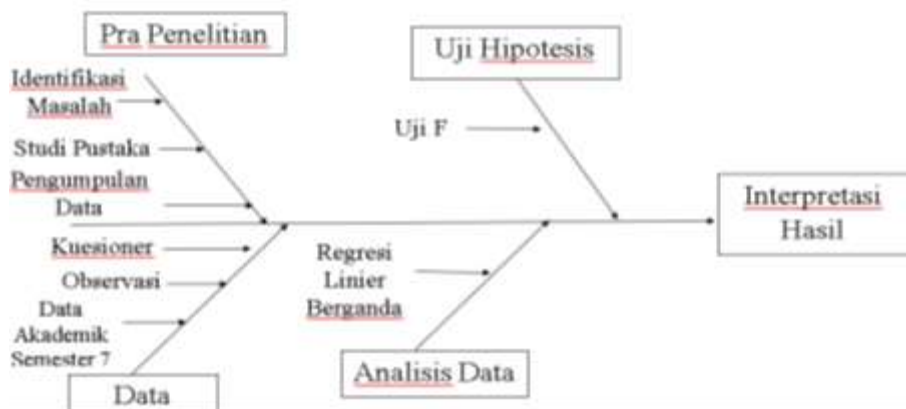 Pra Penelitian
Identifikasi
Masalah
Studi Pustaka
Pengumpulan
Data
Kuesioner
Observasi
Data
Akademik
Semester 7
Data
Uji Hipotesis
Uji F
Regresi
Linier
Berganda
Analisis Data
Interpretasi
Hasil